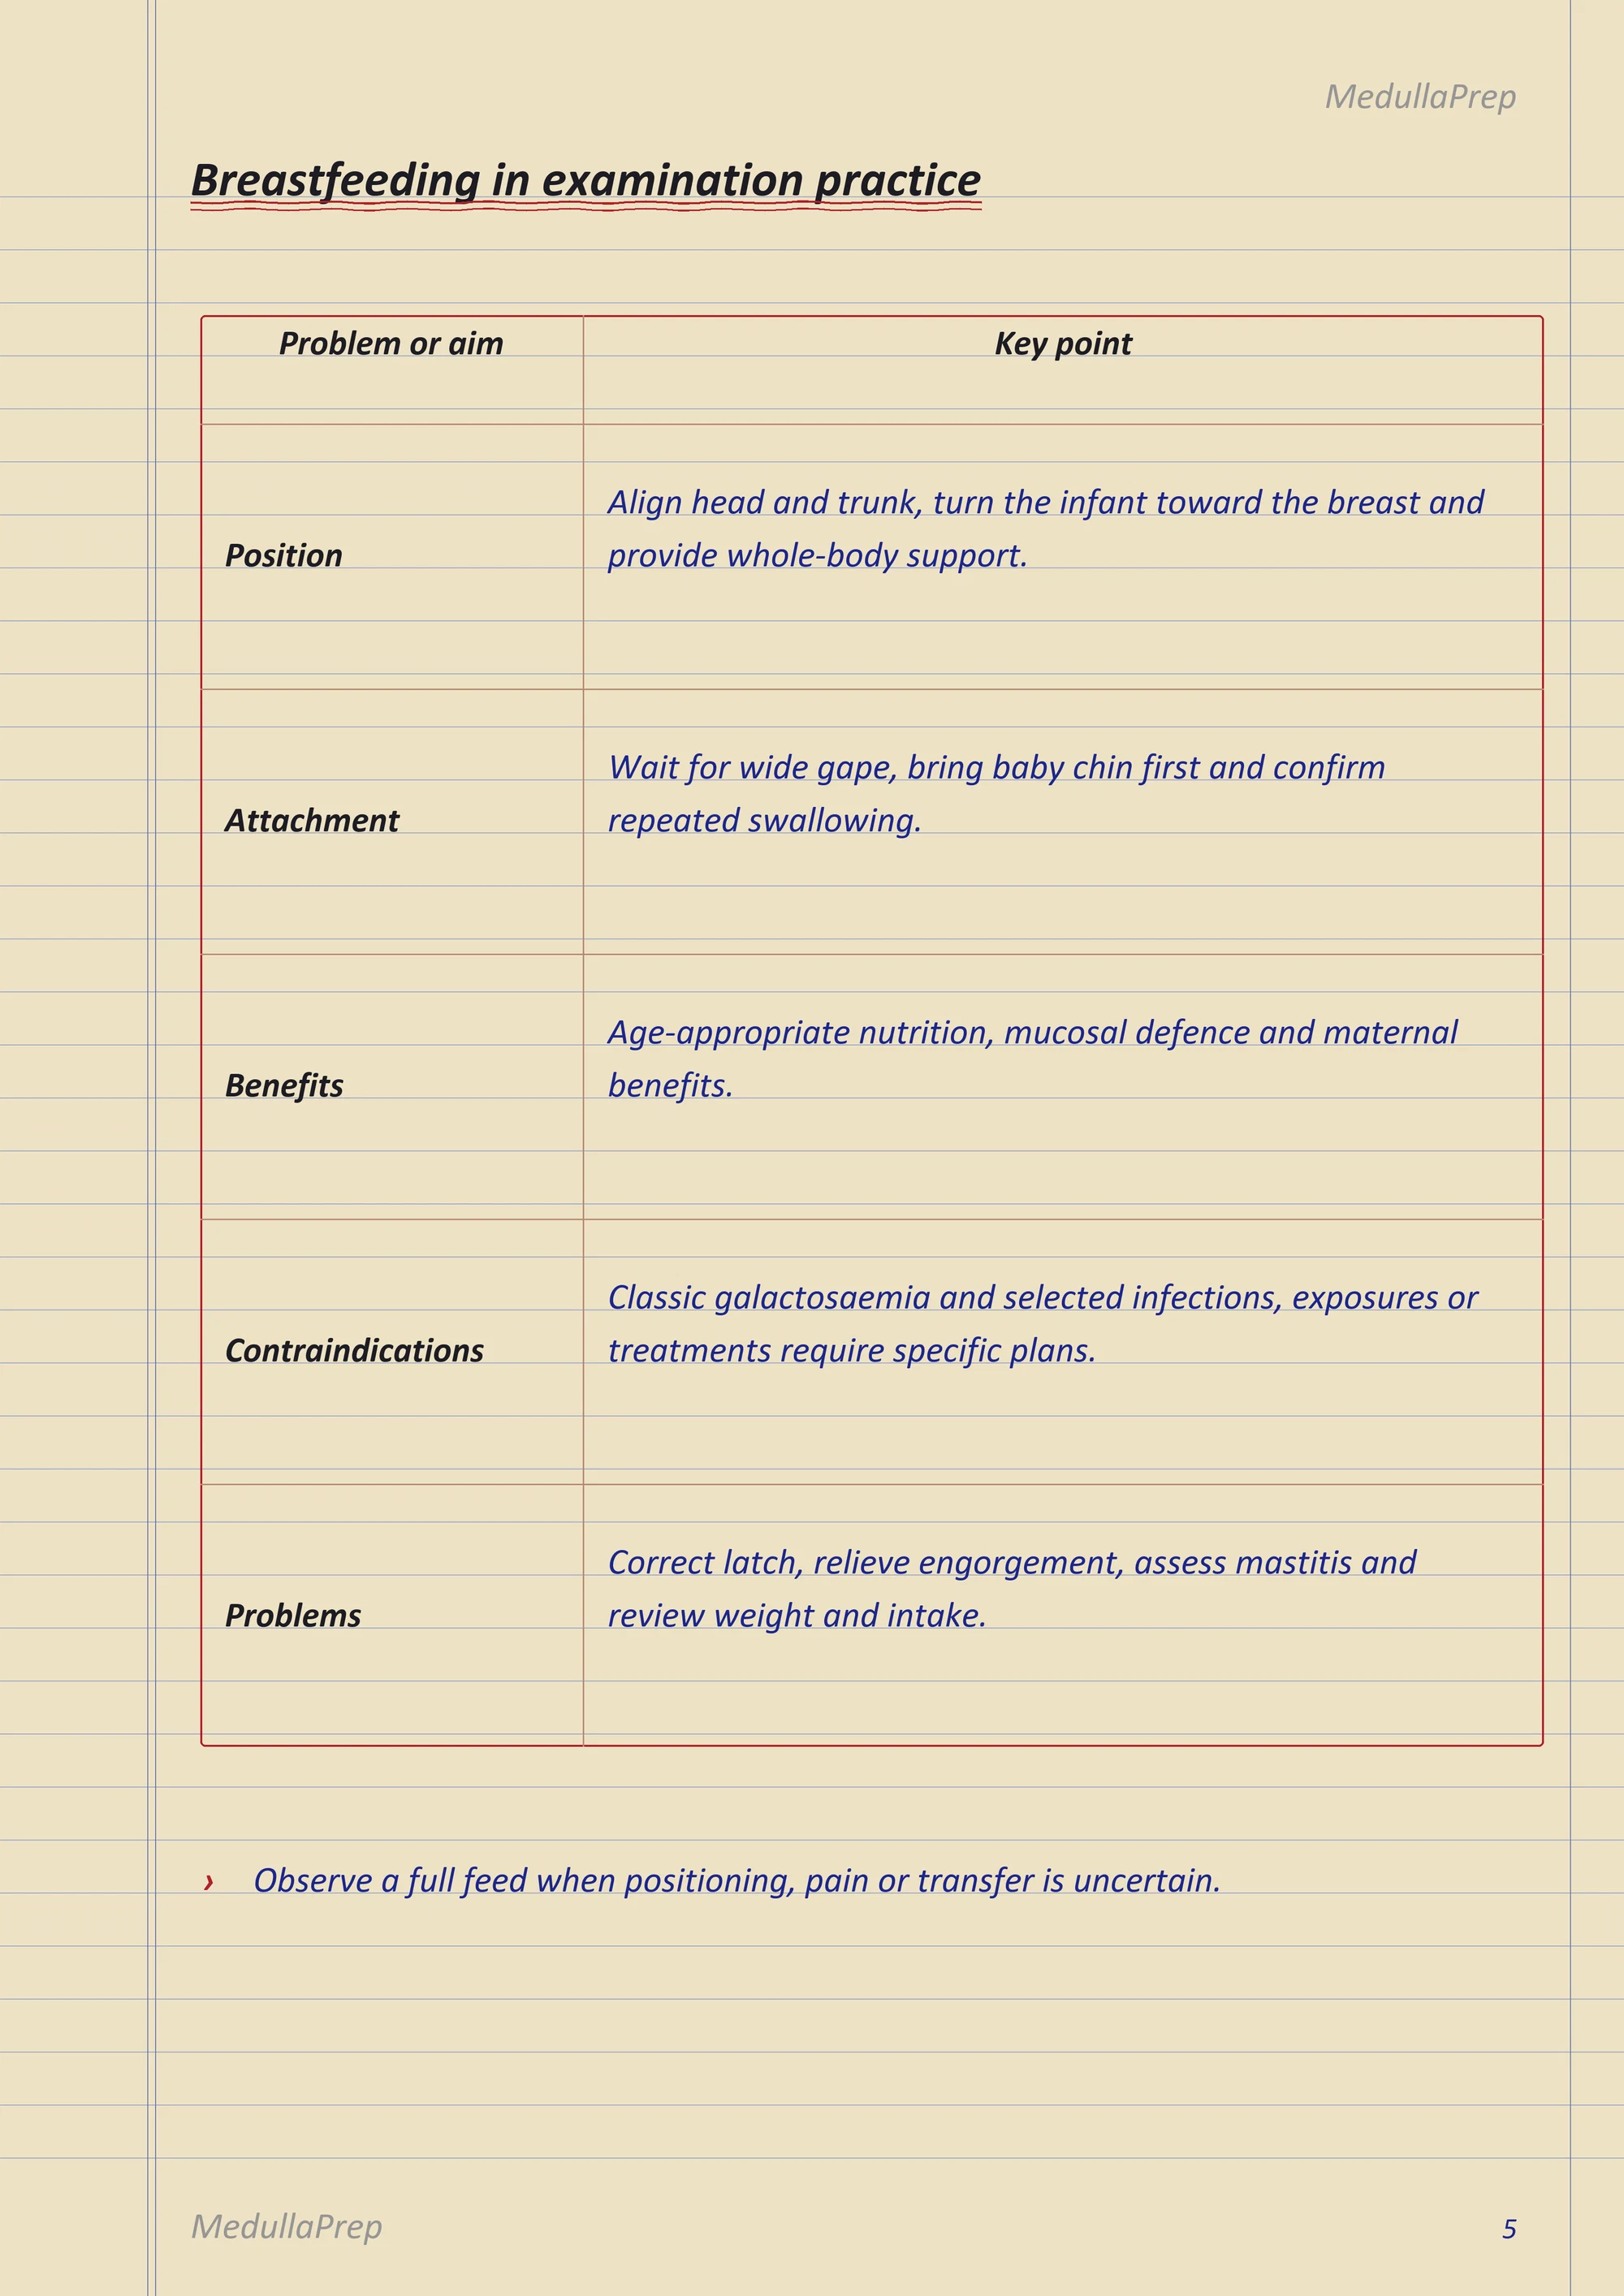 MedullaPrep
Breastfeeding in examination practice
Problem or aim
Key point
Position
Align head and trunk, turn the infant toward the breast and
provide whole-body support.
Attachment
Wait for wide gape, bring baby chin first and confirm
repeated swallowing.
Benefits
Age-appropriate nutrition, mucosal defence and maternal
benefits.
Contraindications
Classic galactosaemia and selected infections, exposures or
treatments require specific plans.
Problems
Correct latch, relieve engorgement, assess mastitis and
review weight and intake.
› Observe a full feed when positioning, pain or transfer is uncertain.
MedullaPrep
5